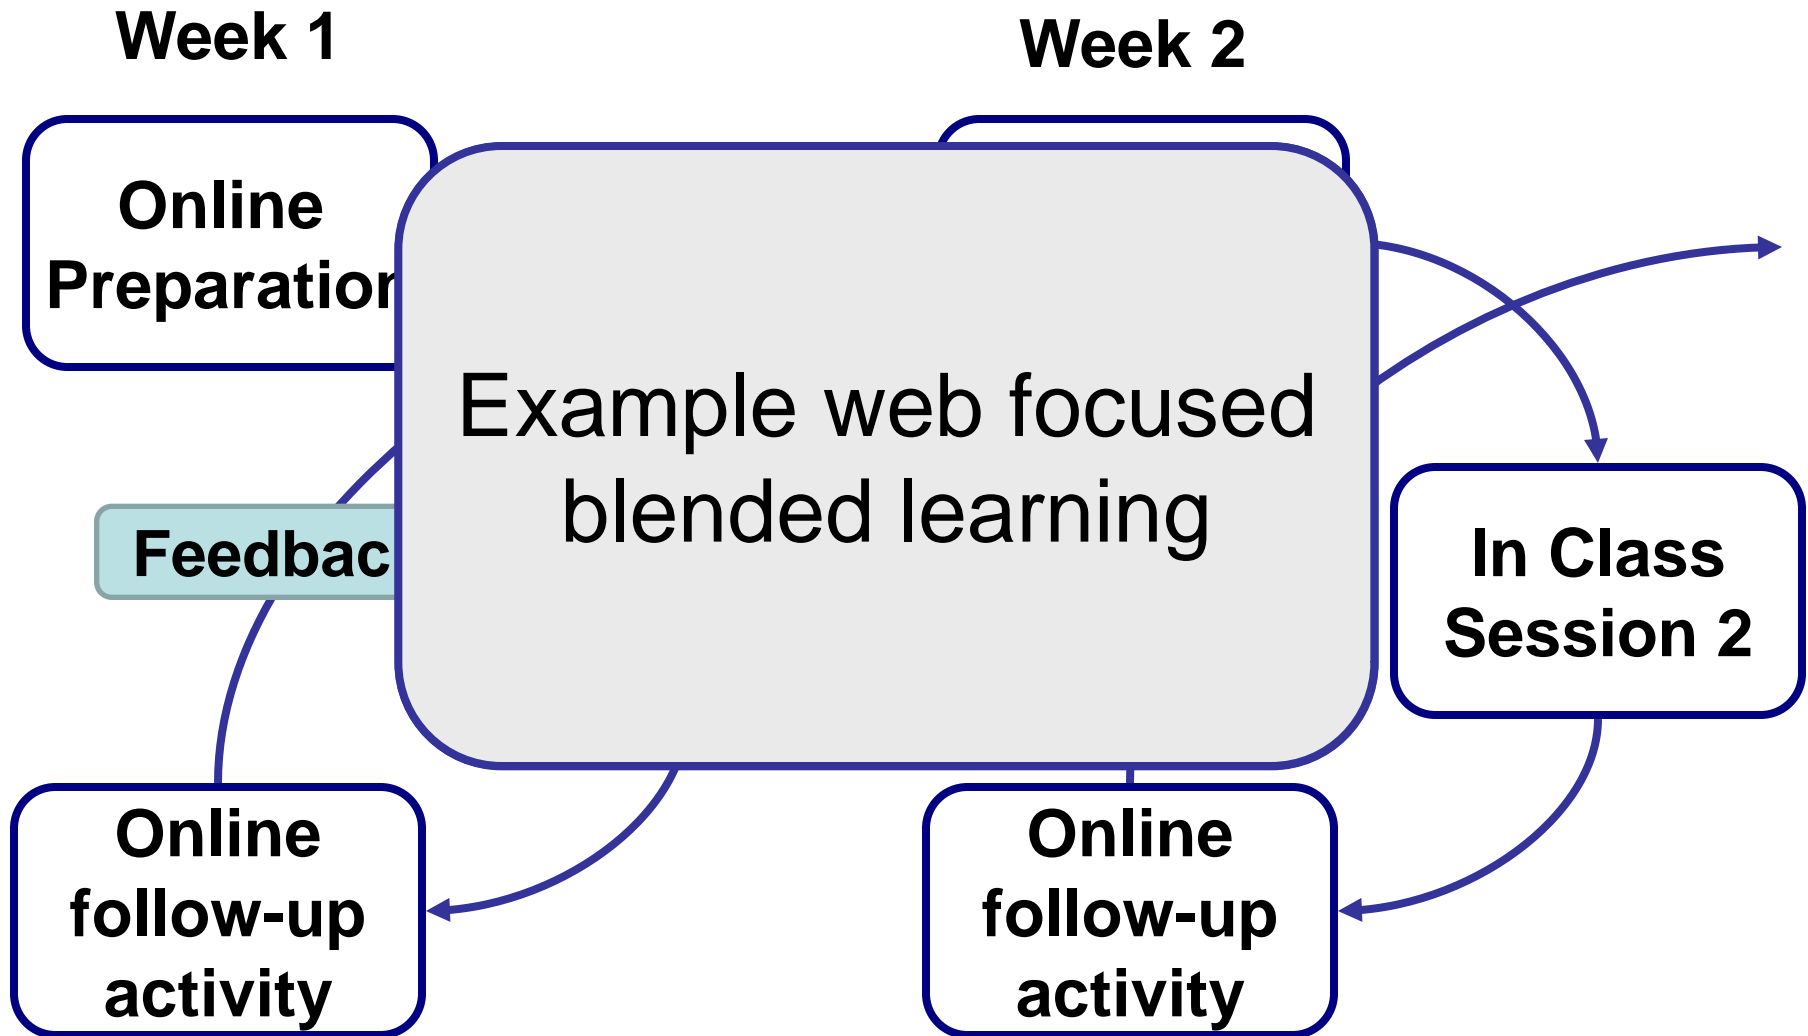 Week 1
Week 2
Online
Preparation
Example web focused
blended learning
Feedbac
In Class
Session 2
Online
follow-up
activity
Online
follow-up
activity